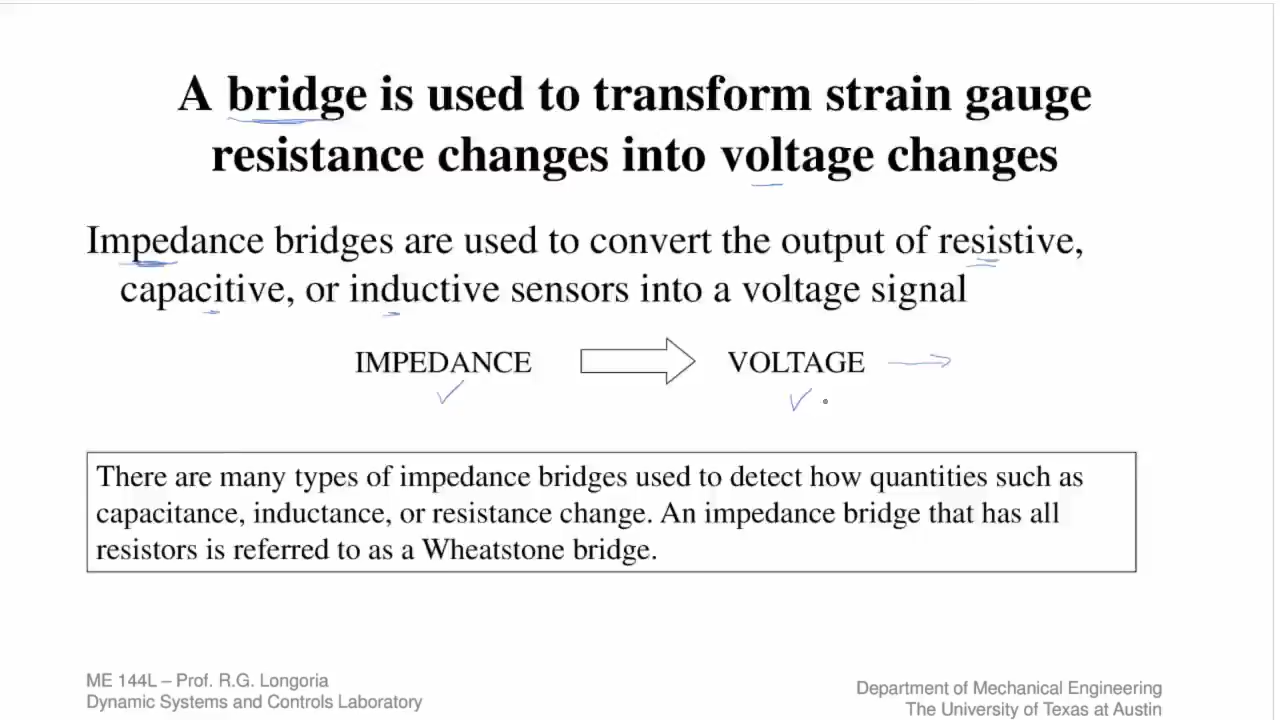 A bridge is used to transform strain gauge
resistance changes into voltage changes
Impedance bridges are used to convert the output of resistive,
capacitive, or inductive sensors into a voltage signal
IMPEDANCE VOLTAGE
There are many types of impedance bridges used to detect how quantities such as
capacitance, inductance, or resistance change. An impedance bridge that has all
resistors is referred to as a Wheatstone bridge.
ME 144L – Prof. R.G. Longoria
Dynamic Systems and Controls Laboratory
Department of Mechanical Engineering
The University of Texas at Austin